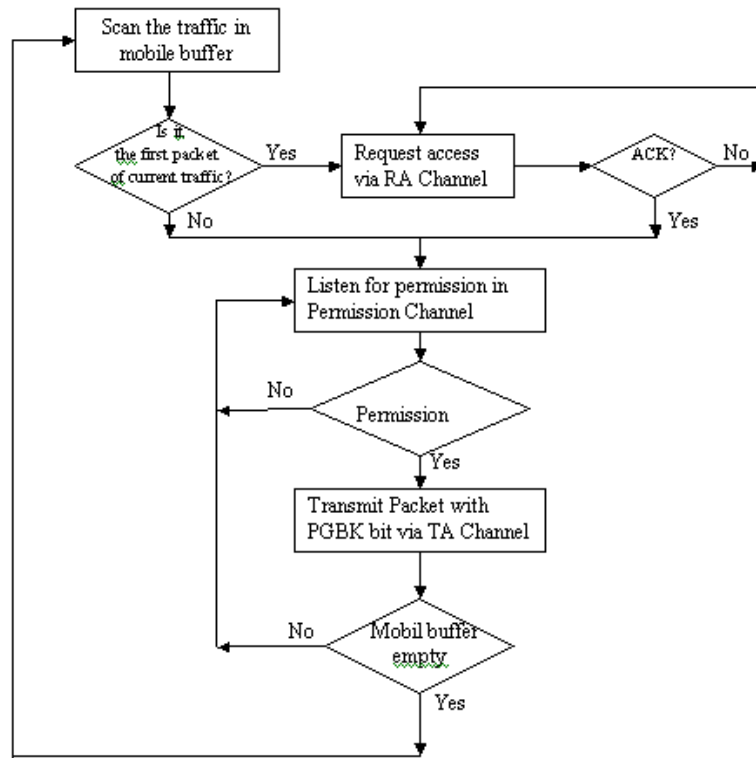 Scan the traffic in
mobile buffer
Is it
the first packet
of current traffic?
Yes
Request access
via RA Channel
ACK?
No
No
Yes
Listen for permission in
Permission Channel
No
Permission
Yes
Transmit Packet with
PGBK bit via TA Channel
No
Mobil buffer
empty
Yes